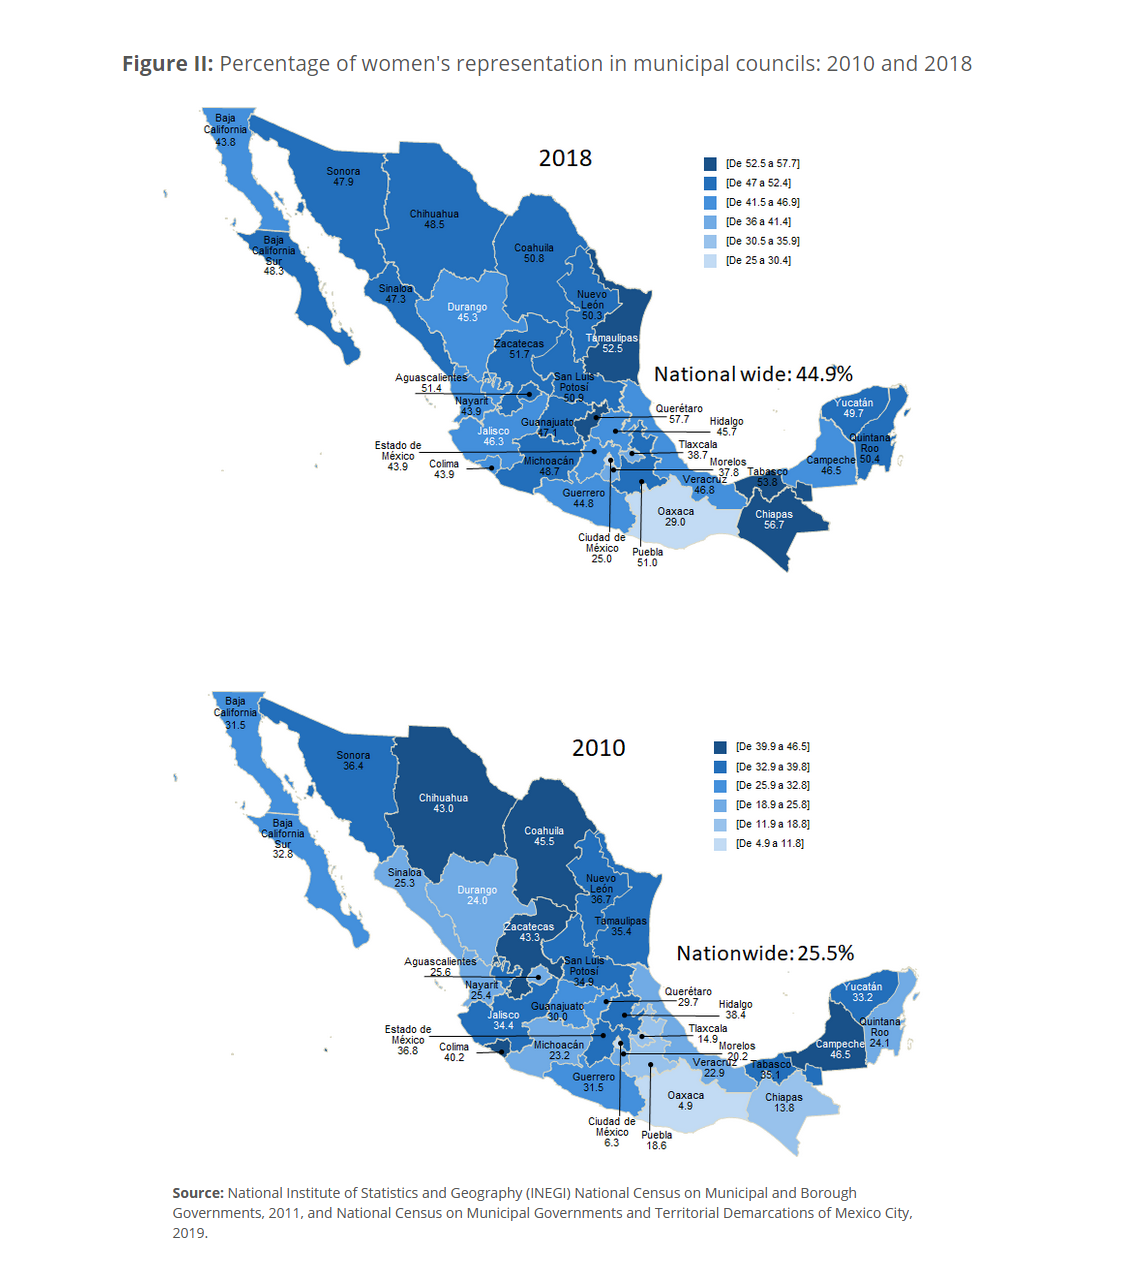 Figure II: Percentage of women's representation in municipal councils: 2010 and 2018
2018
[De 52.5 a 57.7]
[De 47 a 52.4]
[De 41.5 a 46.9]
[De 36 a 41.4]
[De 30.5 a 35.9]
[De 25 a 30.4]
Baja
California
43.8
Sonora
47.9
Chihuahua
48.5
Coahuila
50.8
Baja
California
Sur
48.3
Sinaloa
47.3
Durango
45.3
Nuevo
León
50.3
Tamaulipas
52.5
Zacatecas
51.7
National wide: 44.9%
Aguascalientes
51.4
San Luis
Potosí
50.9
Nayarit
43.9
Querétaro
57.7
Hidalgo
45.7
Yucatán
49.7
Guanajuato
47.1
Jalisco
46.3
Quintana
Roo
50.4
Estado de
México
43.9
Tlaxcala
38.7
Colima
43.9
Michoacán
48.7
Morelos
37.8
Campeche
46.5
Veracruz
46.8
Tabasco
53.8
Guerrero
44.8
Oaxaca
29.0
Chiapas
56.7
Ciudad de
México
25.0
Puebla
51.0
2010
[De 39.9 a 46.5]
[De 32.9 a 39.8]
[De 25.9 a 32.8]
[De 18.9 a 25.8]
[De 11.9 a 18.8]
[De 4.9 a 11.8]
Baja
California
31.5
Sonora
36.4
Chihuahua
43.0
Coahuila
45.5
Baja
California
Sur
32.8
Sinaloa
25.3
Durango
24.0
Nuevo
León
36.7
Tamaulipas
35.4
Zacatecas
43.3
Nationwide: 25.5%
Aguascalientes
25.6
San Luis
Potosí
34.9
Nayarit
25.4
Querétaro
29.7
Hidalgo
38.4
Yucatán
33.2
Guanajuato
30.0
Jalisco
34.4
Quintana
Roo
24.1
Estado de
México
36.8
Tlaxcala
14.9
Colima
40.2
Michoacán
23.2
Morelos
20.2
Campeche
46.5
Veracruz
22.9
Tabasco
35.1
Guerrero
31.5
Oaxaca
4.9
Chiapas
13.8
Ciudad de
México
6.3
Puebla
18.6
Source: National Institute of Statistics and Geography (INEGI) National Census on Municipal and Borough
Governments, 2011, and National Census on Municipal Governments and Territorial Demarcations of Mexico City,
2019.